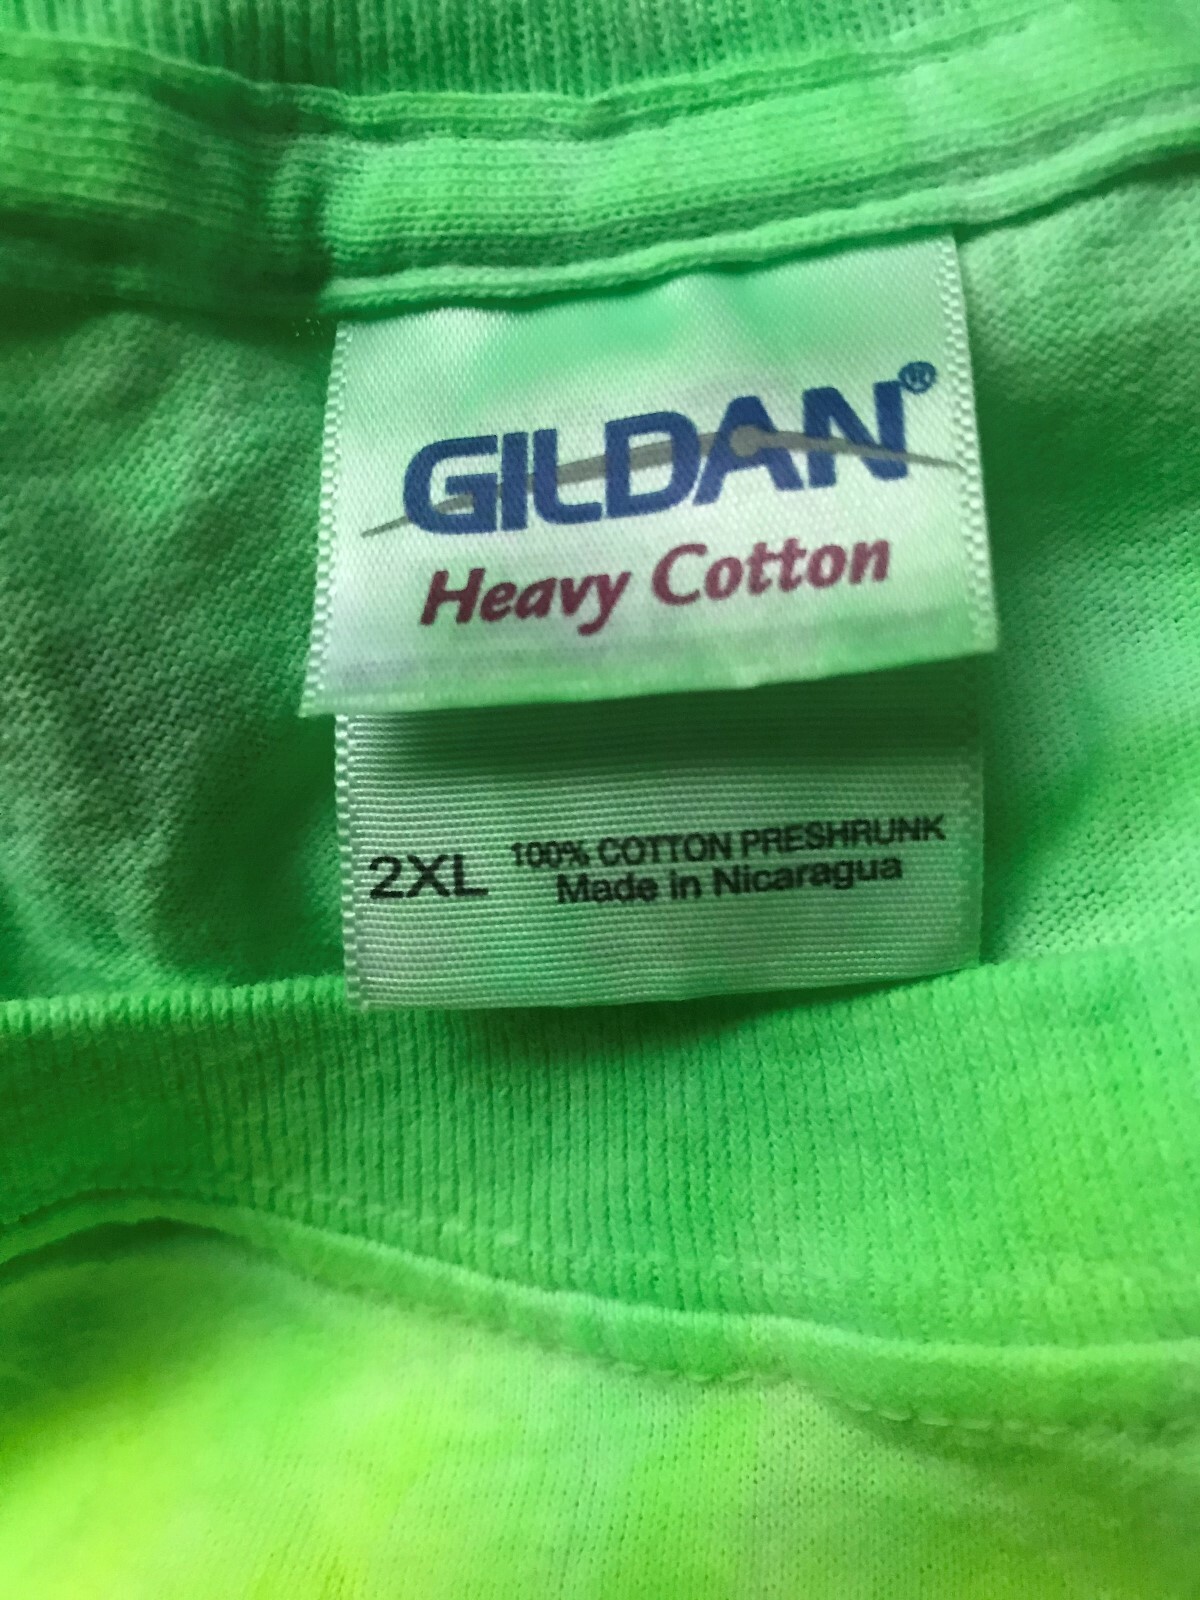 GILDAN®
Heavy Cotton
2XL 100% COTTON PRESHRUNK
Made in Nicaragua